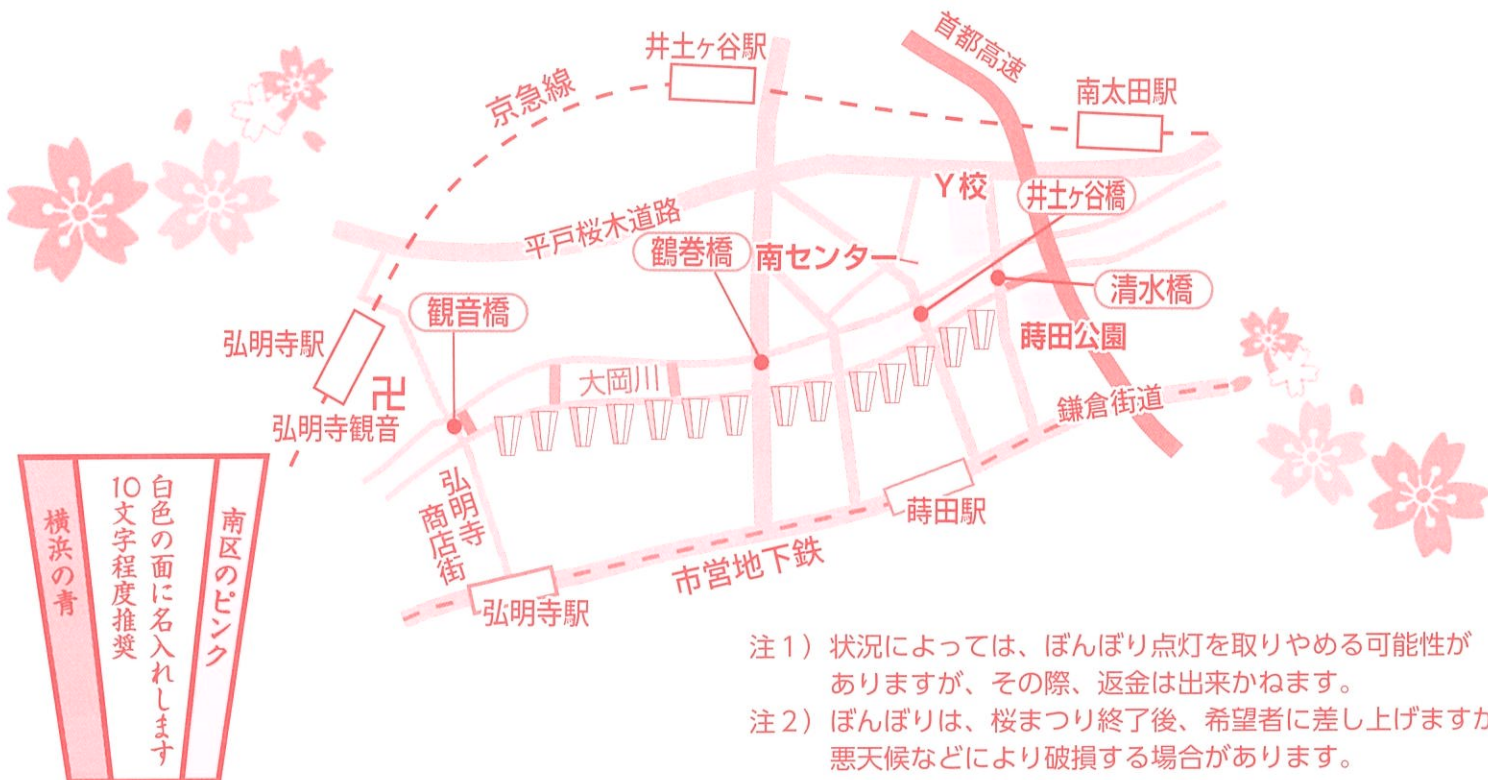 井土ヶ谷駅
首都高速
京急線
南太田駅
Y校
井土ヶ谷橋
平戸桜木道路
鶴巻橋
南センター
清水橋
観音橋
蒔田公園
弘明寺駅
大岡川
卍
弘明寺観音
鎌倉街道
弘明寺
商店街
蒔田駅
市営地下鉄
弘明寺駅
南区のピンク
白色の面に名入れします
10文字程度推奨
横浜の青
注1）状況によっては、ぼんぼり点灯を取りやめる可能性が
ありますが、その際、返金は出来かねます。
注2）ぼんぼりは、桜まつり終了後、希望者に差し上げますが
悪天候などにより破損する場合があります。